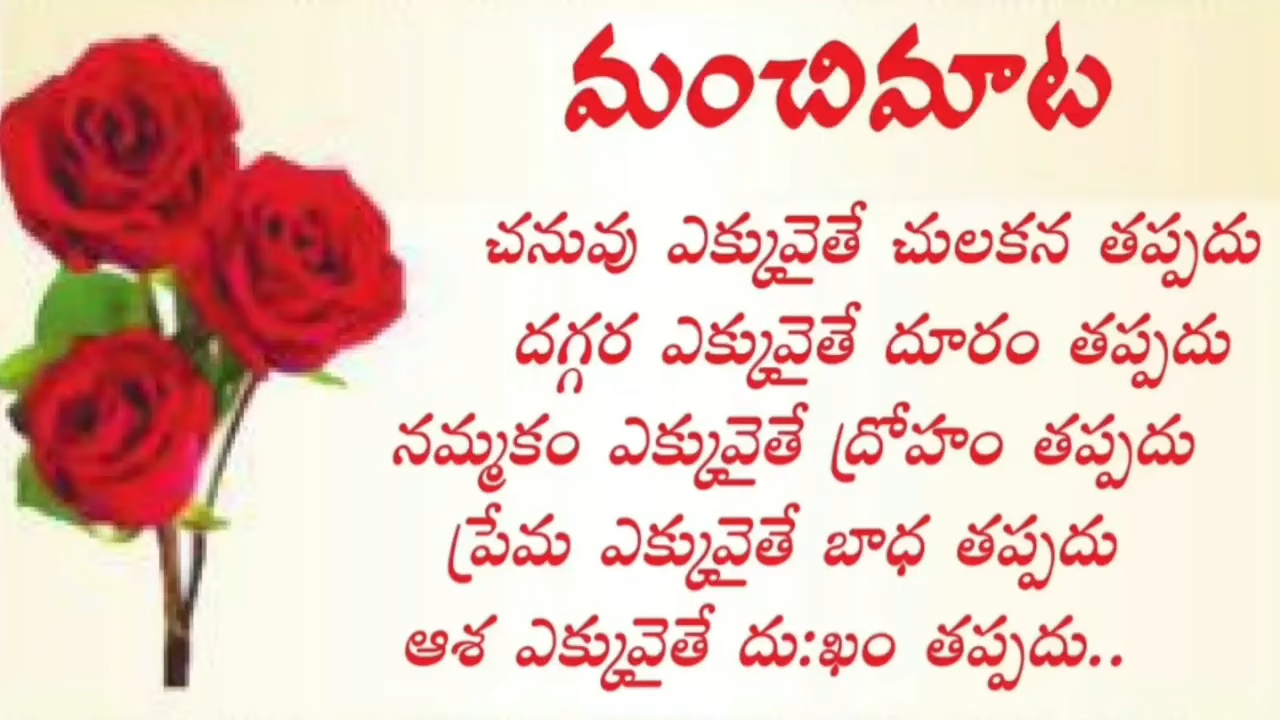 మంచిమాట
చనువు ఎక్కువైతే చులకన తప్పదు
దగ్గర ఎక్కువైతే దూరం తప్పదు
నమ్మకం ఎక్కువైతే ద్రోహం తప్పదు
ప్రేమ ఎక్కువైతే బాధ తప్పదు
ఆశ ఎక్కువైతే దు:ఖం తప్పదు..